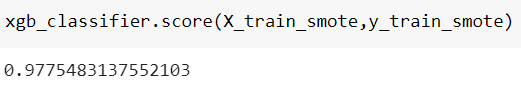 xgb_classifier.score(X_train_smote,y_train_smote)
0.9775483137552103